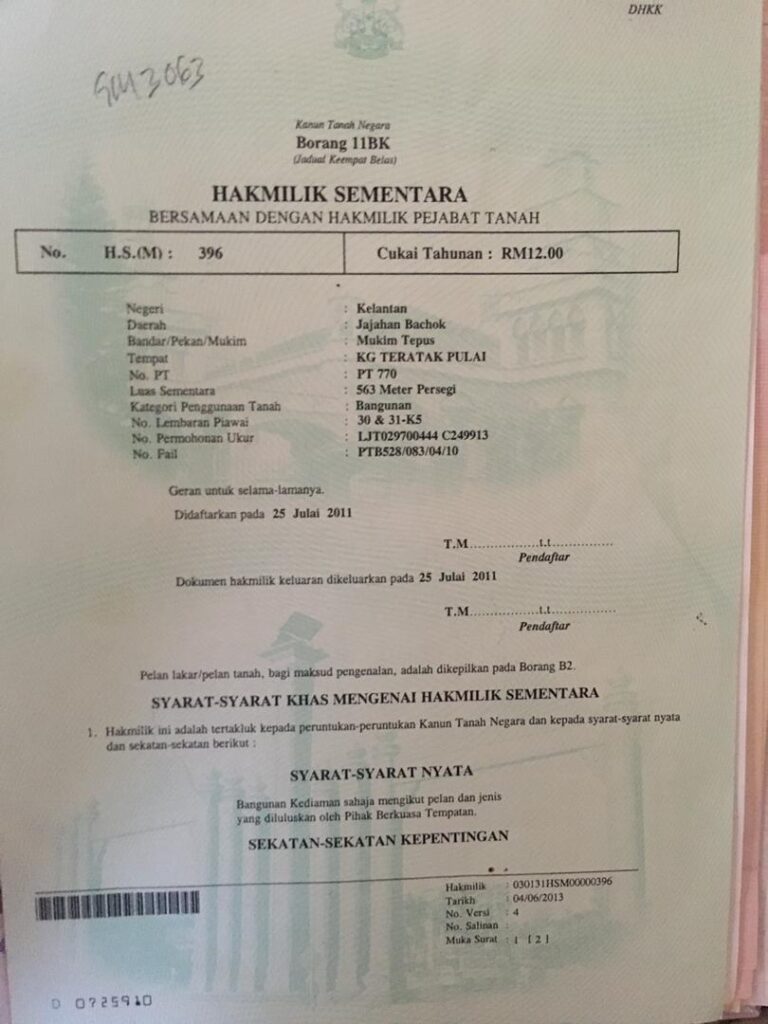 DHKK
SM 3063
Kanun Tanah Negara
Borang 11BK
(Jadual Keempat Belas)
HAKMILIK SEMENTARA
BERSAMAAN DENGAN HAKMILIK PEJABAT TANAH
No. H.S.(M) : 396 Cukai Tahunan : RM12.00
Negeri : Kelantan
Daerah : Jajahan Bachok
Bandar/Pekan/Mukim : Mukim Tepus
Tempat : KG TERATAK PULAI
No. PT : PT 770
Luas Sementara : 563 Meter Persegi
Kategori Penggunaan Tanah : Bangunan
No. Lembaran Piawai : 30 & 31-K5
No. Permohonan Ukur : LJT029700444 C249913
No. Fail : PTB528/083/04/10
Geran untuk selama-lamanya.
Didaftarkan pada 25 Julai 2011
T.M...................t.t................
Pendaftar
Dokumen hakmilik keluaran dikeluarkan pada 25 Julai 2011
T.M...................t.t................
Pendaftar
Pelan lakar/pelan tanah, bagi maksud pengenalan, adalah dikepilkan pada Borang B2.
SYARAT-SYARAT KHAS MENGENAI HAKMILIK SEMENTARA
1. Hakmilik ini adalah tertakluk kepada peruntukan-peruntukan Kanun Tanah Negara dan kepada syarat-syarat nyata
dan sekatan-sekatan berikut :
SYARAT-SYARAT NYATA
Bangunan Kediaman sahaja mengikut pelan dan jenis
yang diluluskan oleh Pihak Berkuasa Tempatan.
SEKATAN-SEKATAN KEPENTINGAN
Hakmilik : 030131HSM00000396
Tarikh : 04/06/2013
No. Versi : 4
No. Salinan :
Muka Surat : 1 [ 2 ]
D 0725910